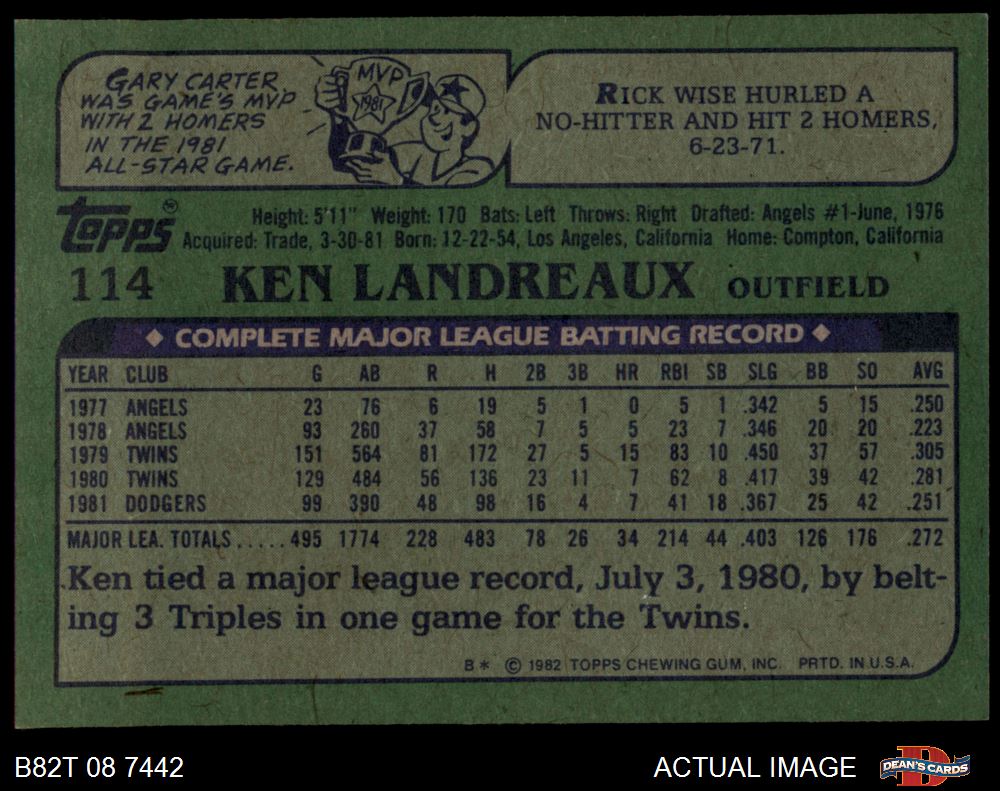 GARY CARTER
WAS GAME'S MVP
WITH 2 HOMERS
IN THE 1981
ALL-STAR GAME.
MVP
1981
RICK WISE HURLED A
NO-HITTER AND HIT 2 HOMERS,
6-23-71.
topps®
Height: 5'11" Weight: 170 Bats: Left Throws: Right Drafted: Angels #1-June, 1976
Acquired: Trade, 3-30-81 Born: 12-22-54, Los Angeles, California Home: Compton, California
114 KEN LANDREAUX OUTFIELD
◆ COMPLETE MAJOR LEAGUE BATTING RECORD ◆
YEAR CLUB G AB R H 2B 3B HR RBI SB SLG BB SO AVG
1977 ANGELS 23 76 6 19 5 1 0 5 1 .342 5 15 .250
1978 ANGELS 93 260 37 58 7 5 5 23 7 .346 20 20 .223
1979 TWINS 151 564 81 172 27 5 15 83 10 .450 37 57 .305
1980 TWINS 129 484 56 136 23 11 7 62 8 .417 39 42 .281
1981 DODGERS 99 390 48 98 16 4 7 41 18 .367 25 42 .251
MAJOR LEA. TOTALS.....495 1774 228 483 78 26 34 214 44 .403 126 176 .272
Ken tied a major league record, July 3, 1980, by belt-
ing 3 Triples in one game for the Twins.
B* © 1982 TOPPS CHEWING GUM, INC. PRTD. IN U.S.A.
B82T 08 7442
ACTUAL IMAGE
D
DEAN'S CARDS